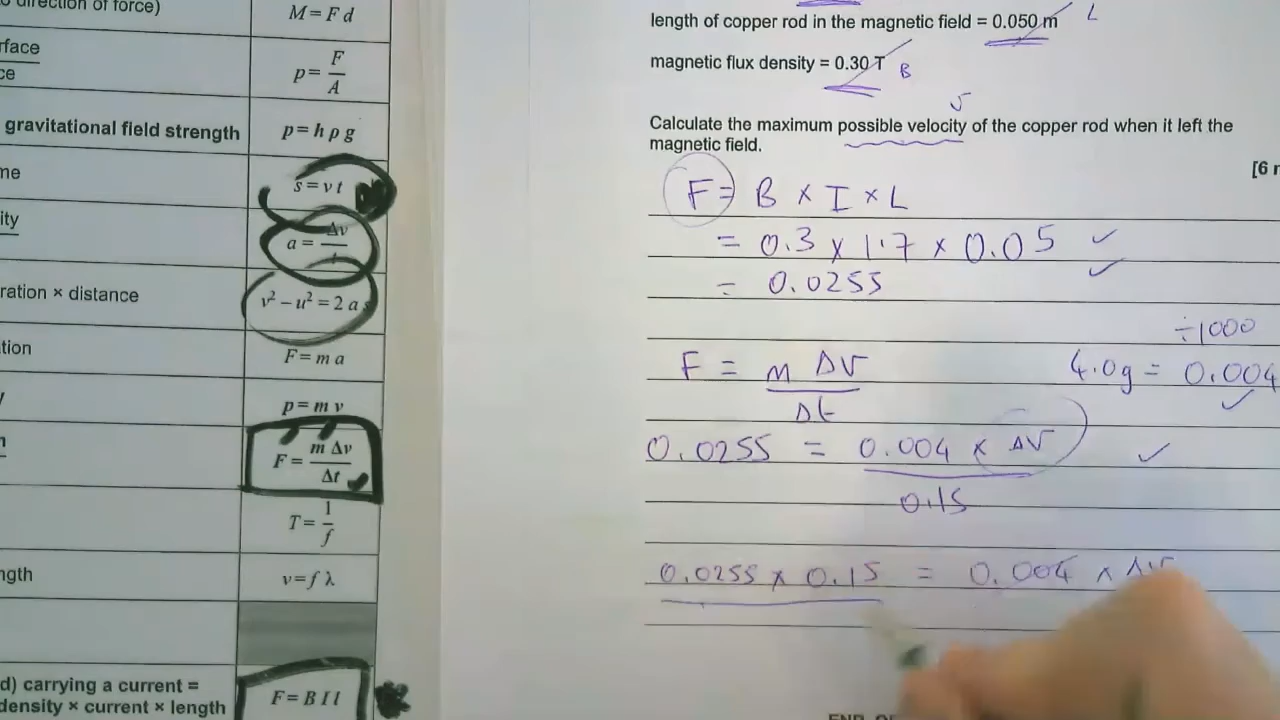 direction of force)
M = F d
rface
ce
p = F / A
gravitational field strength
p = h ρ g
me
s = v t
ity
a = Δv
ration × distance
v² – u² = 2 a s
tion
F = m a
p = m v
F = m Δv / Δt
T = 1 / f
ngth
v = f λ
d) carrying a current =
density × current × length
F = B I l
length of copper rod in the magnetic field = 0.050 m L
magnetic flux density = 0.30 T B
v
Calculate the maximum possible velocity of the copper rod when it left the
magnetic field.
[6
F = B × I × L
= 0.3 × 1.7 × 0.05 ✓
✓
= 0.0255
÷1000
F = m ΔV / Δt
4.0g = 0.004
✓
0.0255 = 0.004 × ΔV / 0.15 ✓
0.0255 × 0.15 = 0.004 × ΔV